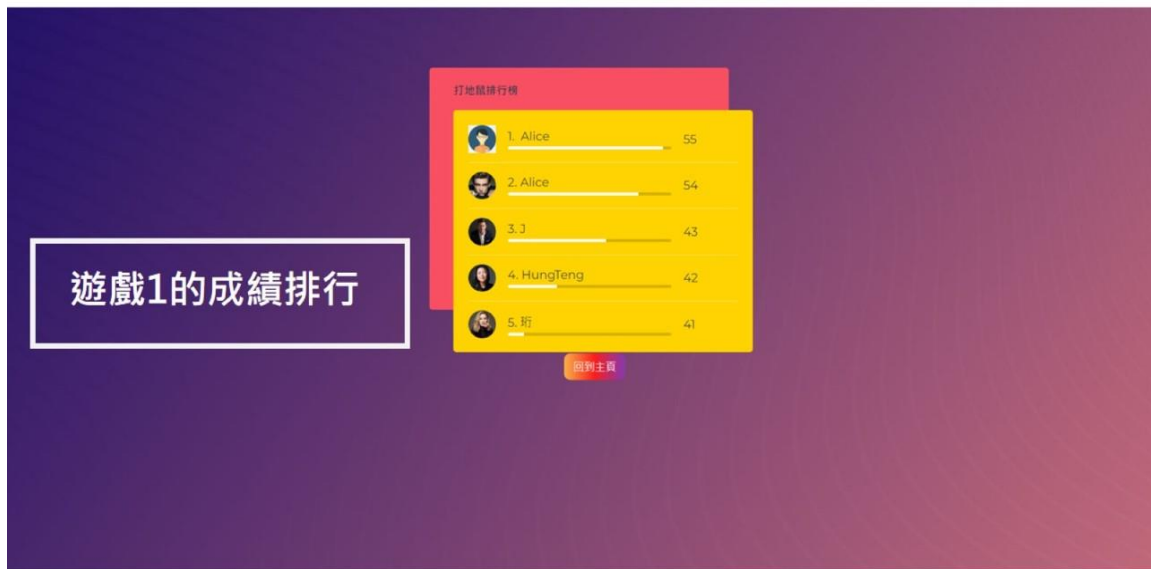 遊戲1的成績排行
打地鼠排行榜
1. Alice 55
2. Alice 54
3. J 43
4. HungTeng 42
5. 珩 41
回到主頁